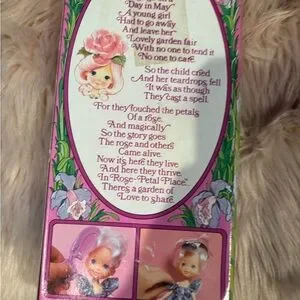 Day in May
A young girl
Had to go away
And leave her
Lovely garden fair
With no one to tend it
No one to care.
So the child cried
And her teardrops fell
It was as though
They cast a spell.
For they touched the petals
Of a rose.
And magically
So the story goes
The rose and others
Came alive.
Now it's here they live
And here they thrive.
In Rose-Petal Place™
There's a garden of
Love to share.